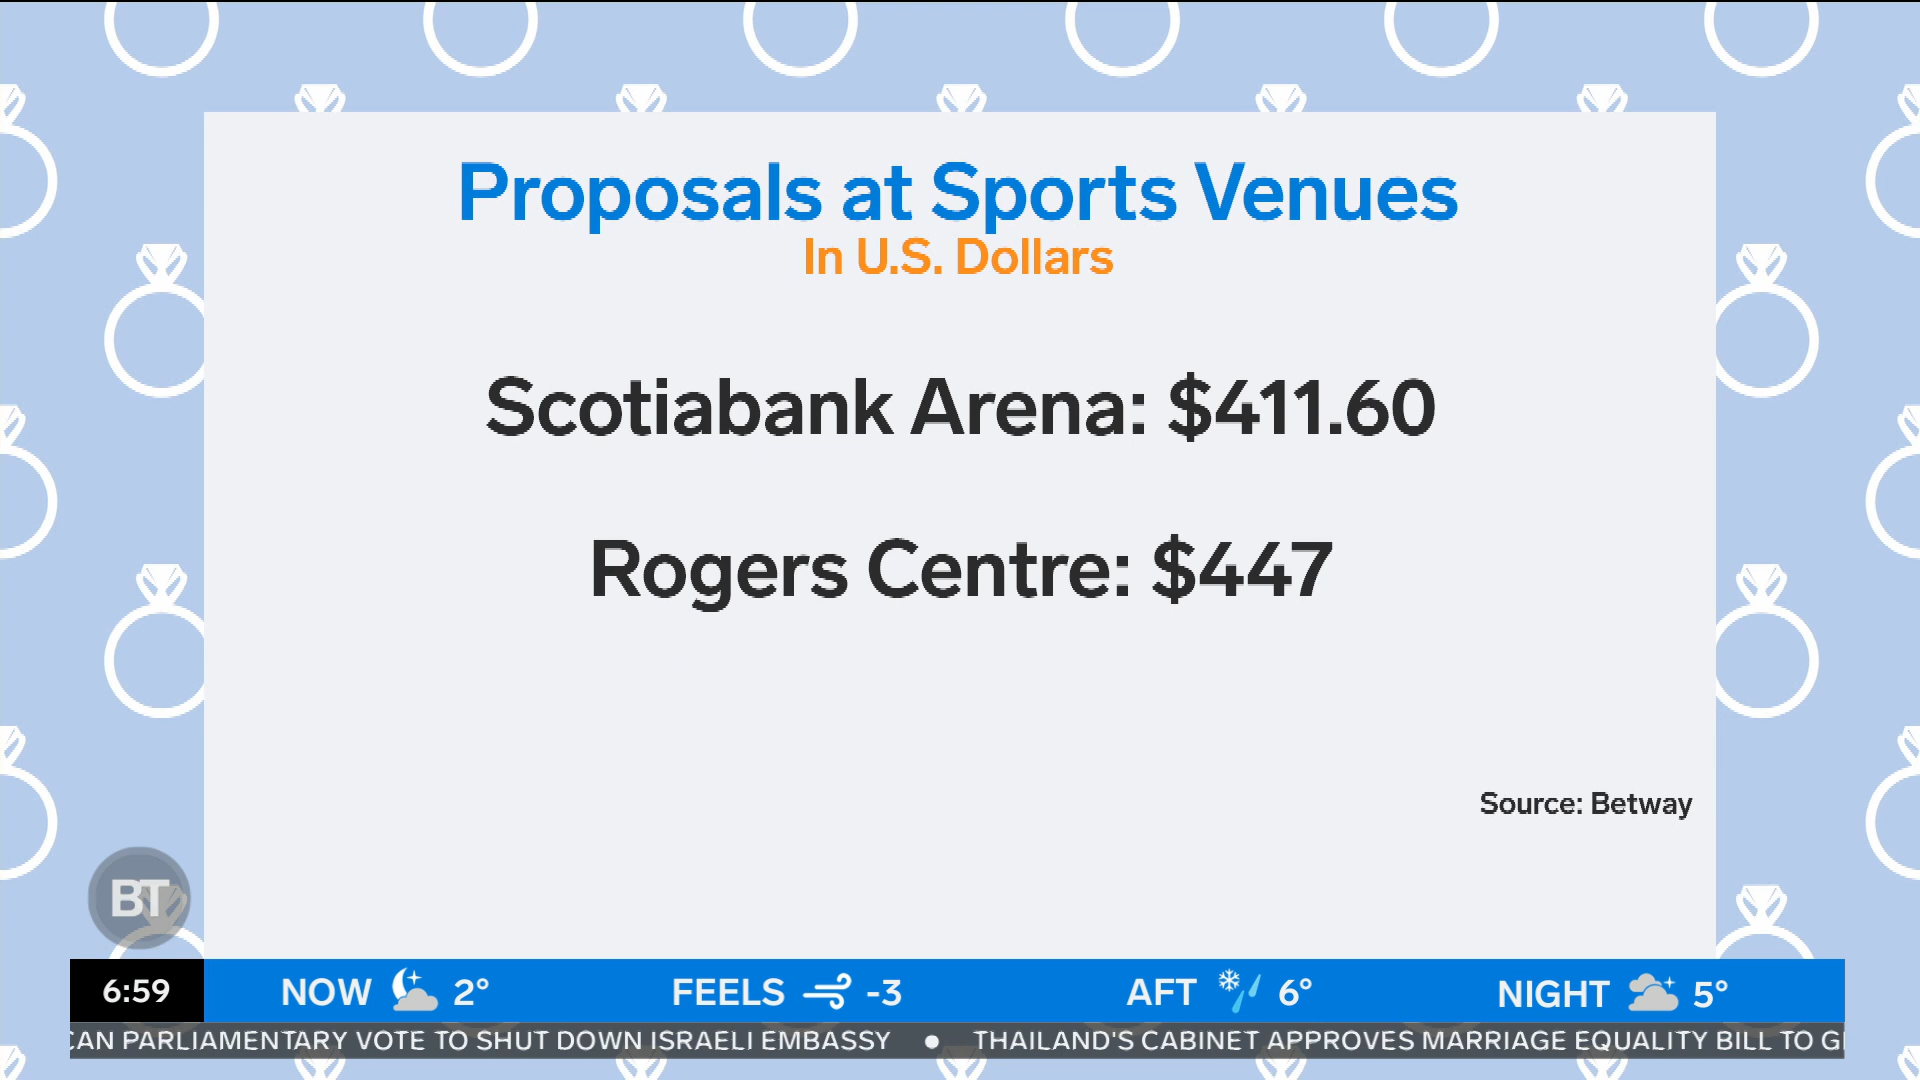 Proposals at Sports Venues
In U.S. Dollars
Scotiabank Arena: $411.60
Rogers Centre: $447
Source: Betway
BT
6:59 NOW 2° FEELS -3 AFT 6° NIGHT 5°
CAN PARLIAMENTARY VOTE TO SHUT DOWN ISRAELI EMBASSY ● THAILAND'S CABINET APPROVES MARRIAGE EQUALITY BILL TO